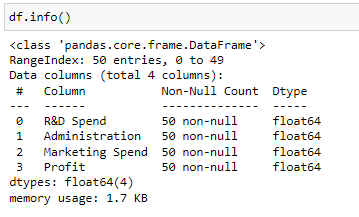 df.info()
<class 'pandas.core.frame.DataFrame'>
RangeIndex: 50 entries, 0 to 49
Data columns (total 4 columns):
 #   Column           Non-Null Count  Dtype
---  ------           --------------  -----
 0   R&D Spend        50 non-null     float64
 1   Administration   50 non-null     float64
 2   Marketing Spend  50 non-null     float64
 3   Profit           50 non-null     float64
dtypes: float64(4)
memory usage: 1.7 KB